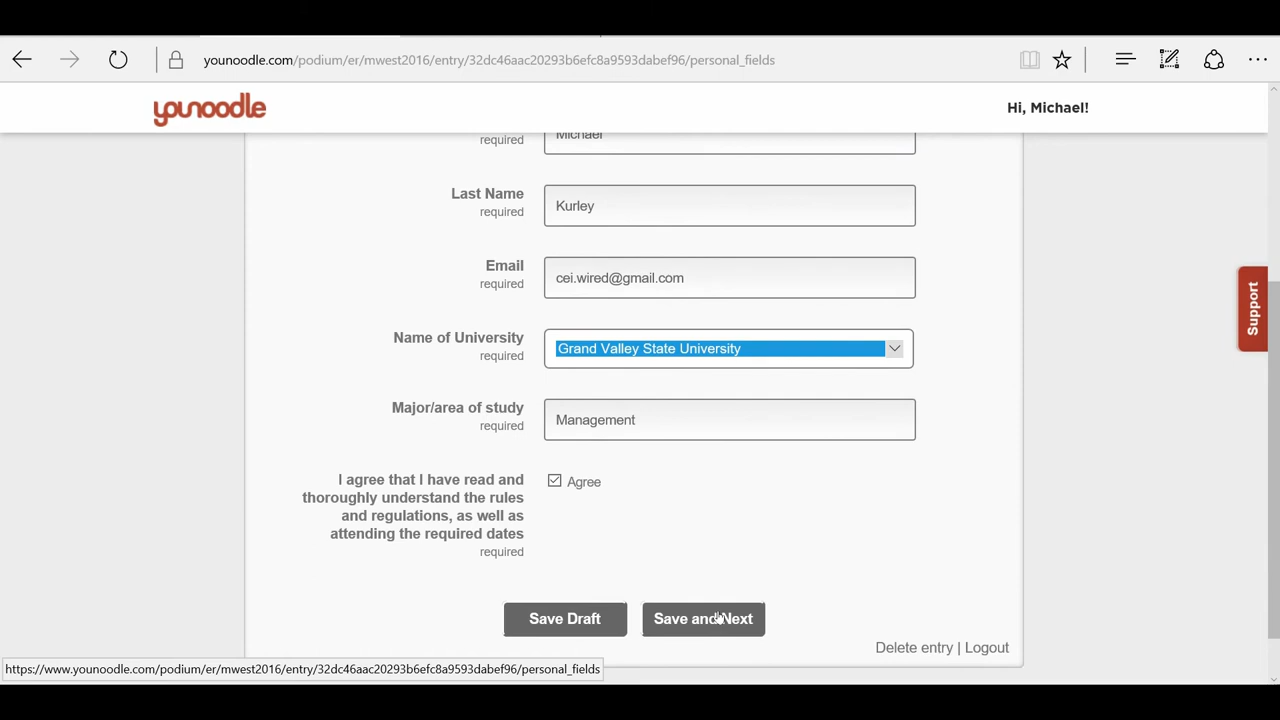 younoodle.com/podium/er/mwest2016/entry/32dc46aac20293b6efc8a9593dabef96/personal_fields
younoodle
Hi, Michael!
required
Michael
Last Name
required
Kurley
Email
required
cei.wired@gmail.com
Name of University
required
Grand Valley State University
Major/area of study
required
Management
I agree that I have read and
thoroughly understand the rules
and regulations, as well as
attending the required dates
required
Agree
Support
Save Draft
Save and Next
Delete entry | Logout
https://www.younoodle.com/podium/er/mwest2016/entry/32dc46aac20293b6efc8a9593dabef96/personal_fields